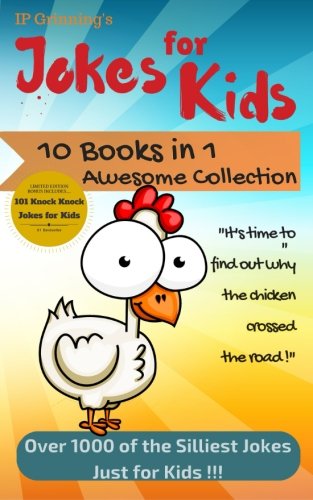 IP Grinning's
Jokes for
Kids
10 Books in 1
Awesome Collection
LIMITED EDITION
BONUS INCLUDES...
101 Knock Knock
Jokes for Kids
#1 Bestseller
"It's time to
"
find out why
the chicken
crossed
the road!"
Over 1000 of the Silliest Jokes
Just for Kids !!!